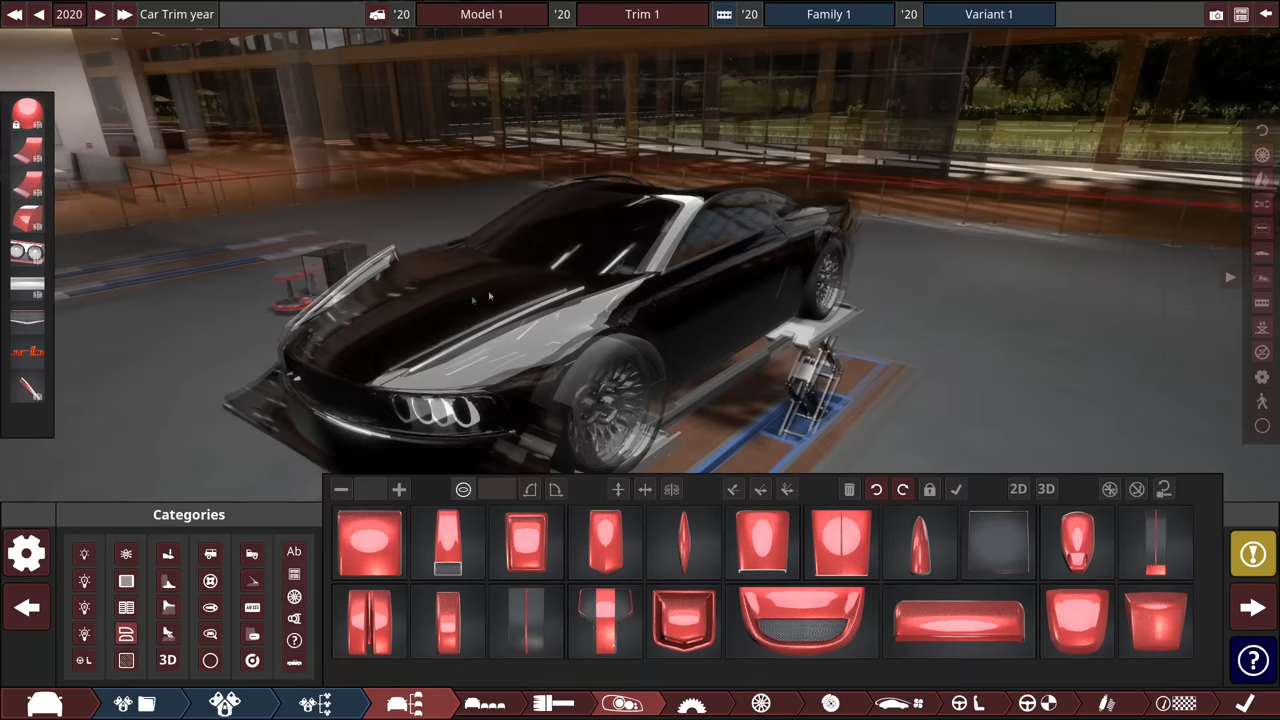 2020 Car Trim year '20 Model 1 '20 Trim 1 '20 Family 1 '20 Variant 1
2D 3D
Categories
Ab
L 3D
?
?